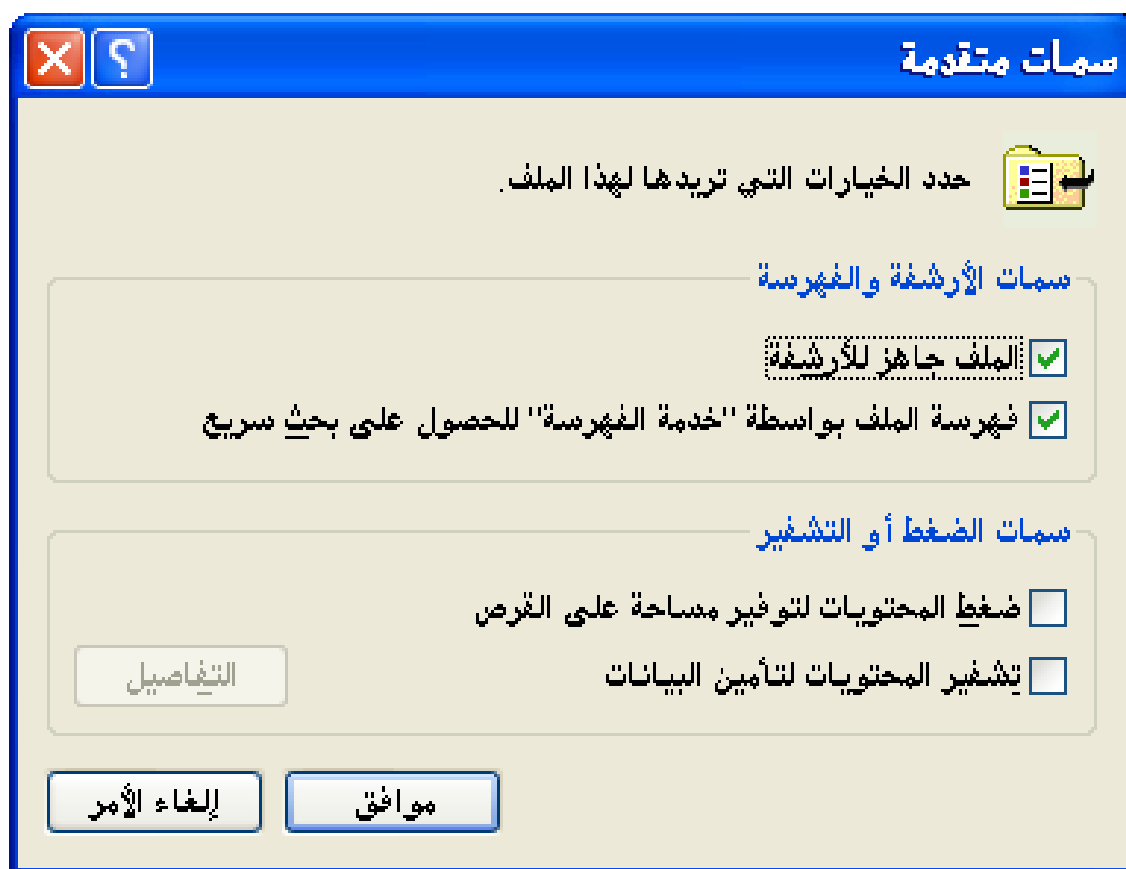 سمات متقدمة
حدد الخيارات التي تريدها لهذا الملف.
سمات الأرشفة والفهرسة
الملف جاهز للأرشفة
فهرسة الملف بواسطة "خدمة الفهرسة" للحصول على بحث سريع
سمات الضغط أو التشفير
ضغط المحتويات لتوفير مساحة على القرص
تشفير المحتويات لتأمين البيانات
التفاصيل
موافق
إلغاء الأمر